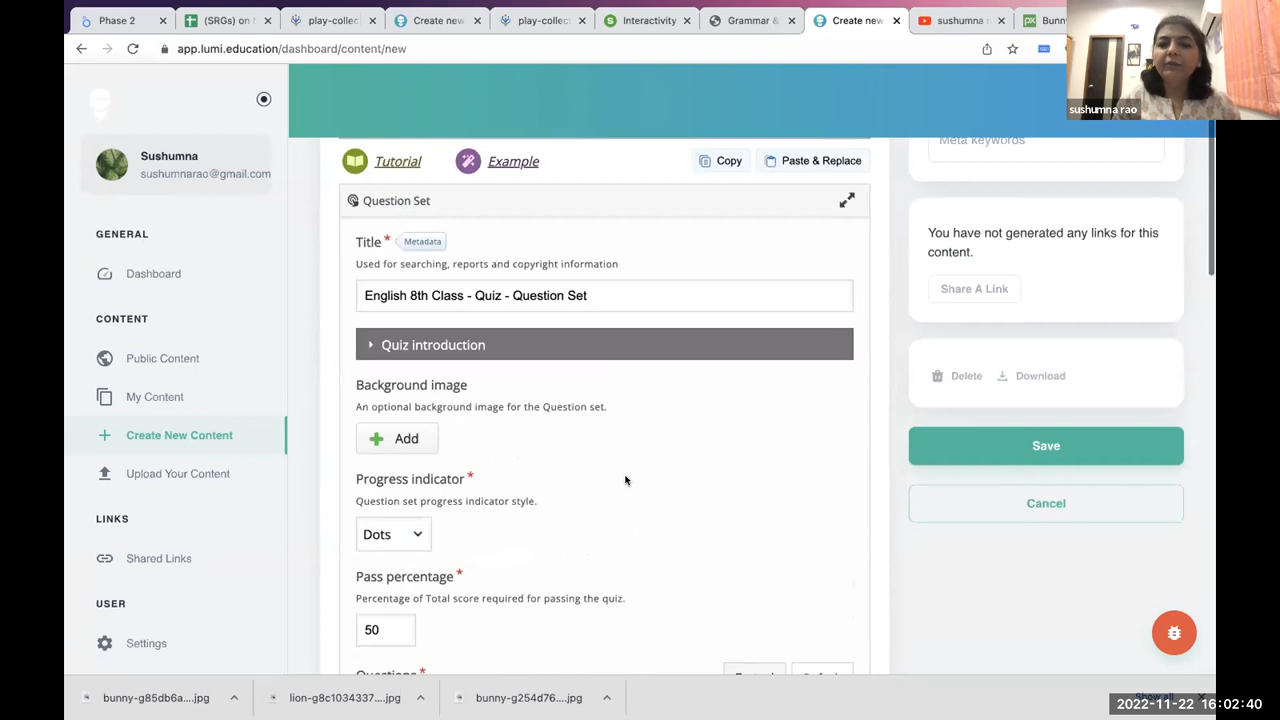 Phase 2
(SRGs) on
play-collec
Create new
play-collec
Interactivity
Grammar &
Create new
sushumna
Bunn
app.lumi.education/dashboard/content/new
sushumna rao
Sushumna
sushumnarao@gmail.com
GENERAL
Dashboard
CONTENT
Public Content
My Content
Create New Content
Upload Your Content
LINKS
Shared Links
USER
Settings
Tutorial
Example
Copy
Paste & Replace
Question Set
Title *
Metadata
Used for searching, reports and copyright information
English 8th Class - Quiz - Question Set
Quiz introduction
Background image
An optional background image for the Question set.
Add
Progress indicator *
Question set progress indicator style.
Dots
Pass percentage *
Percentage of Total score required for passing the quiz.
50
Questions *
Meta keywords
You have not generated any links for this
content.
Share A Link
Delete
Download
Save
Cancel
bunny-g85db6a....jpg
lion-g8c1034337....jpg
bunny-g254d76....jpg
Show all
2022-11-22 16:02:40